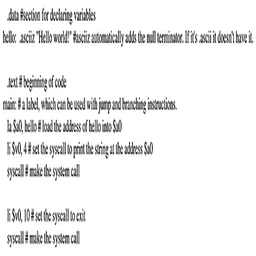 .data #section for declaring variables
hello: .asciiz "Hello world!" #asciiz automatically adds the null terminator. If it's .ascii it doesn't have it.
.text # beginning of code
main: # a label, which can be used with jump and branching instructions.
la $a0, hello # load the address of hello into $a0
li $v0, 4 # set the syscall to print the string at the address $a0
syscall # make the system call
li $v0, 10 # set the syscall to exit
syscall # make the system call